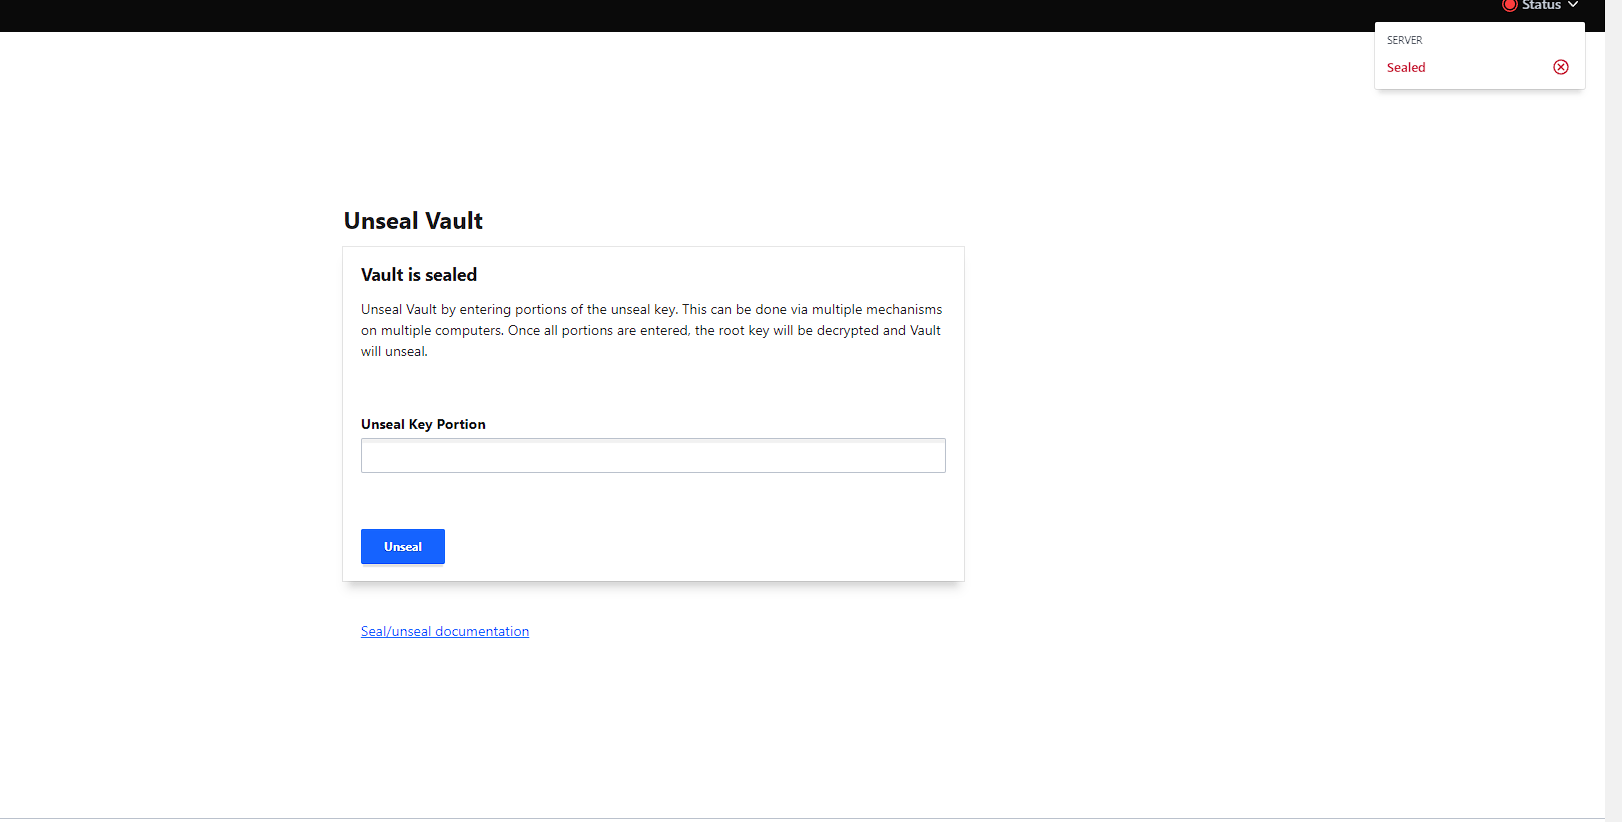 Status
SERVER
Sealed
Unseal Vault
Vault is sealed
Unseal Vault by entering portions of the unseal key. This can be done via multiple mechanisms
on multiple computers. Once all portions are entered, the root key will be decrypted and Vault
will unseal.
Unseal Key Portion
Unseal
Seal/unseal documentation